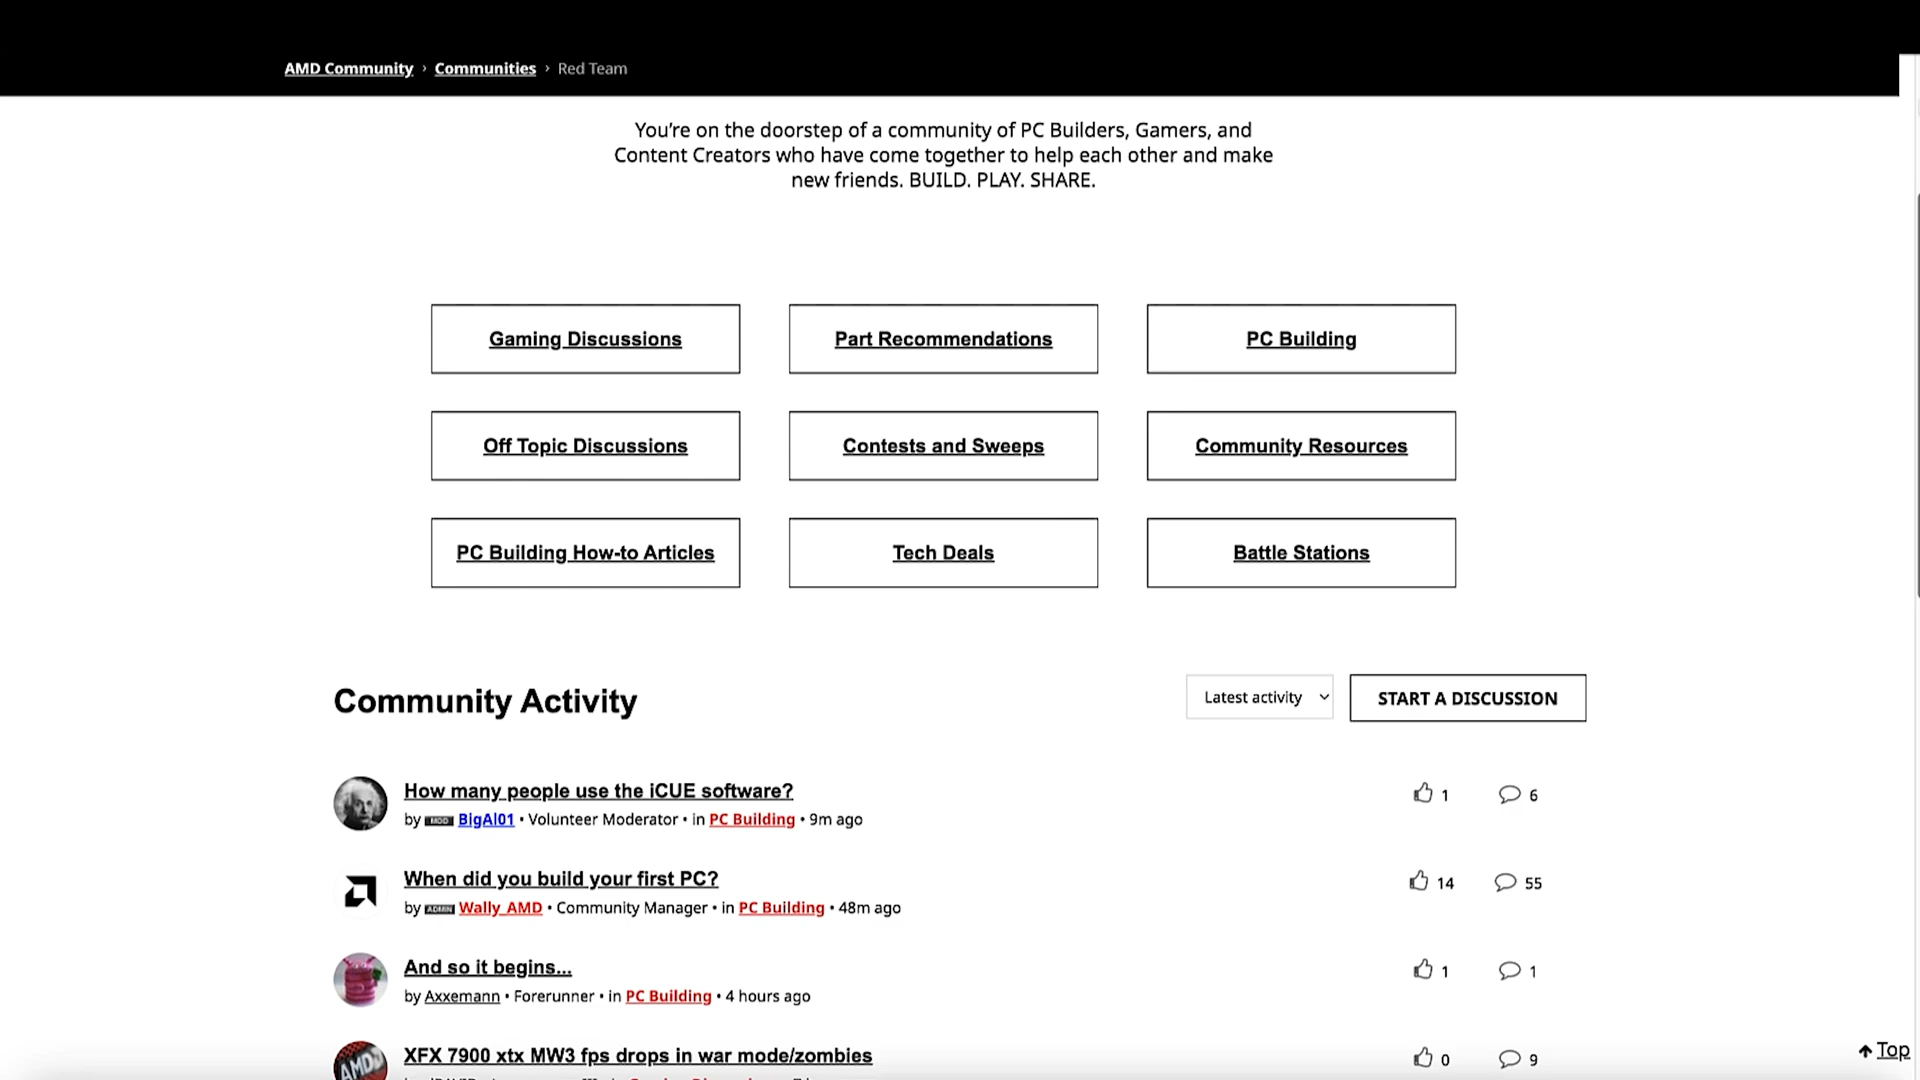 AMD Community › Communities › Red Team
You’re on the doorstep of a community of PC Builders, Gamers, and
Content Creators who have come together to help each other and make
new friends. BUILD. PLAY. SHARE.
Gaming Discussions
Part Recommendations
PC Building
Off Topic Discussions
Contests and Sweeps
Community Resources
PC Building How-to Articles
Tech Deals
Battle Stations
Community Activity
Latest activity
START A DISCUSSION
How many people use the iCUE software?
1
6
by MOD BigAl01 • Volunteer Moderator • in PC Building • 9m ago
When did you build your first PC?
14
55
by ADMIN Wally_AMD • Community Manager • in PC Building • 48m ago
And so it begins...
1
1
by Axxemann • Forerunner • in PC Building • 4 hours ago
XFX 7900 xtx MW3 fps drops in war mode/zombies
0
9
AMD
Top